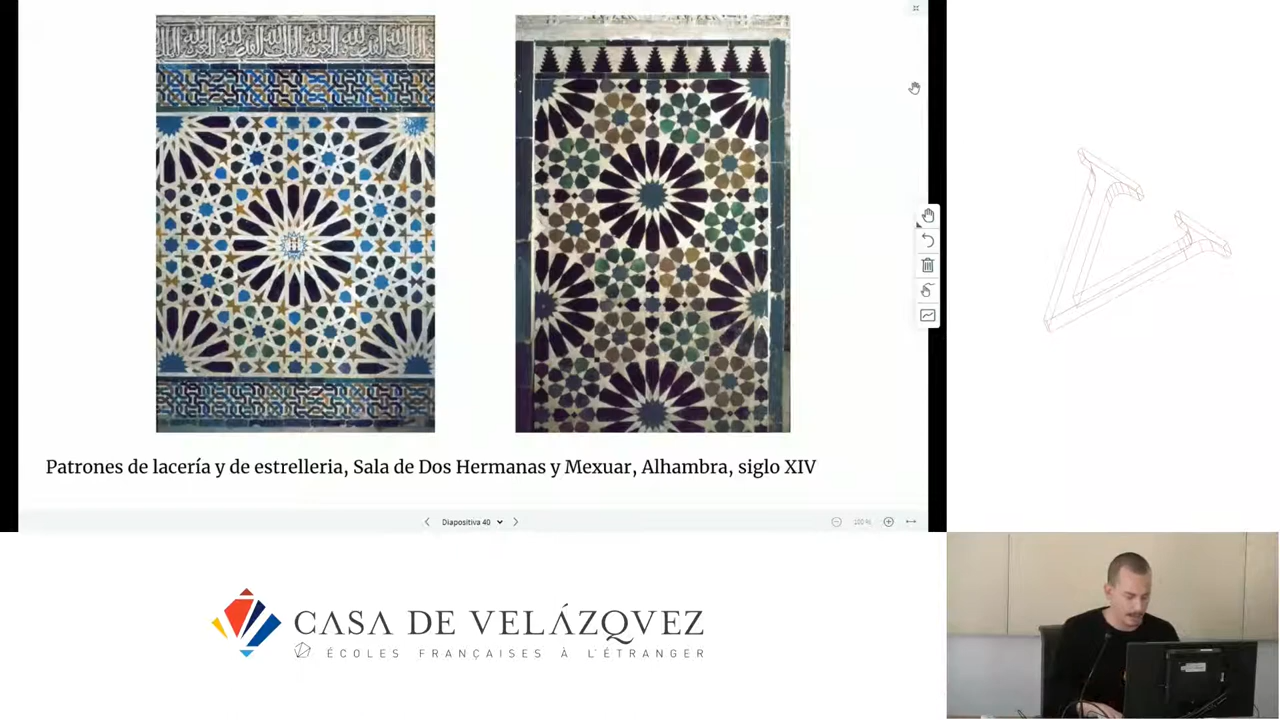 Patrones de lacería y de estrelleria, Sala de Dos Hermanas y Mexuar, Alhambra, siglo XIV
Diapositiva 40
100 %
CASA DE VELÁZQVEZ
ÉCOLES FRANÇAISES À L'ÉTRANGER